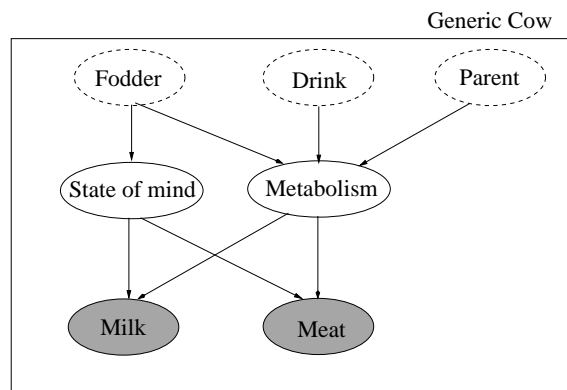 Generic Cow
Fodder
Drink
Parent
State of mind
Metabolism
Milk
Meat